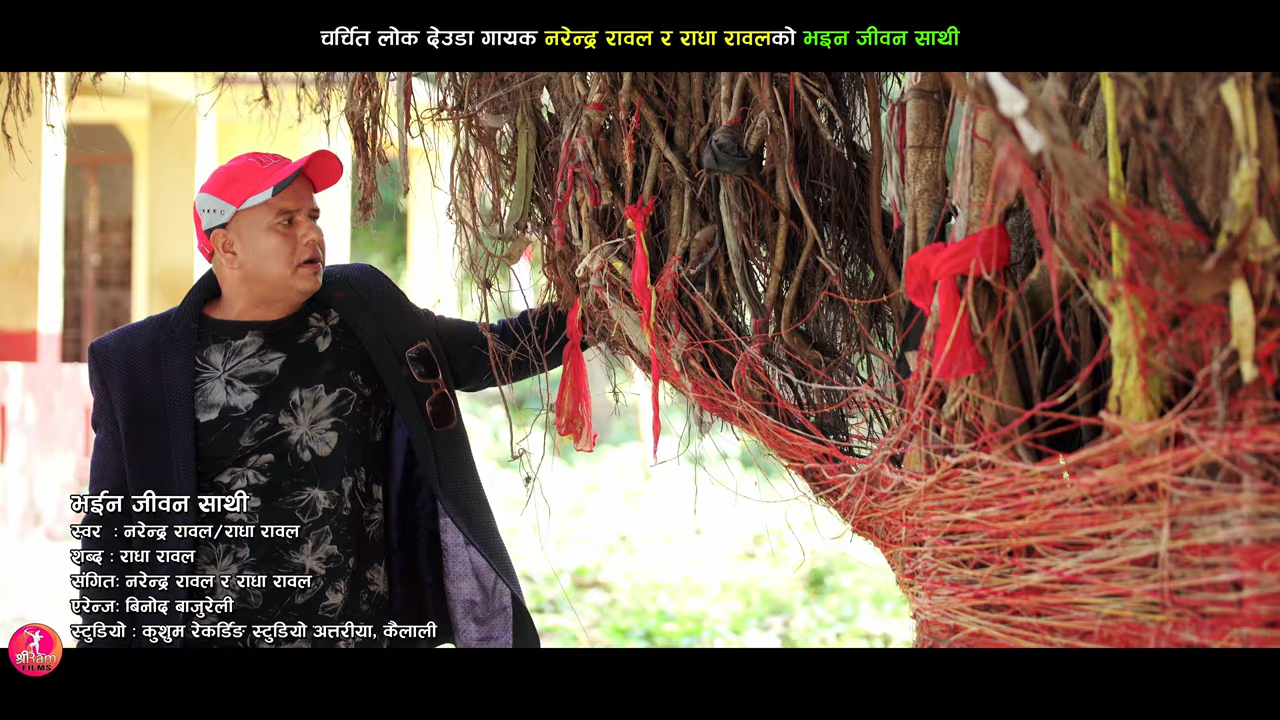 चर्चित लोक देउडा गायक नरेन्द्र रावल र राधा रावलको भइन जीवन साथी
भईन जीवन साथी
स्वर : नरेन्द्र रावल/राधा रावल
शब्द : राधा रावल
संगितः नरेन्द्र रावल र राधा रावल
एरेन्जः बिनोद बाजुरेली
स्टुडियो : कुशुम रेकर्डिङ स्टुडियो अत्तरीया, कैलाली
श्रीRam
FILMS